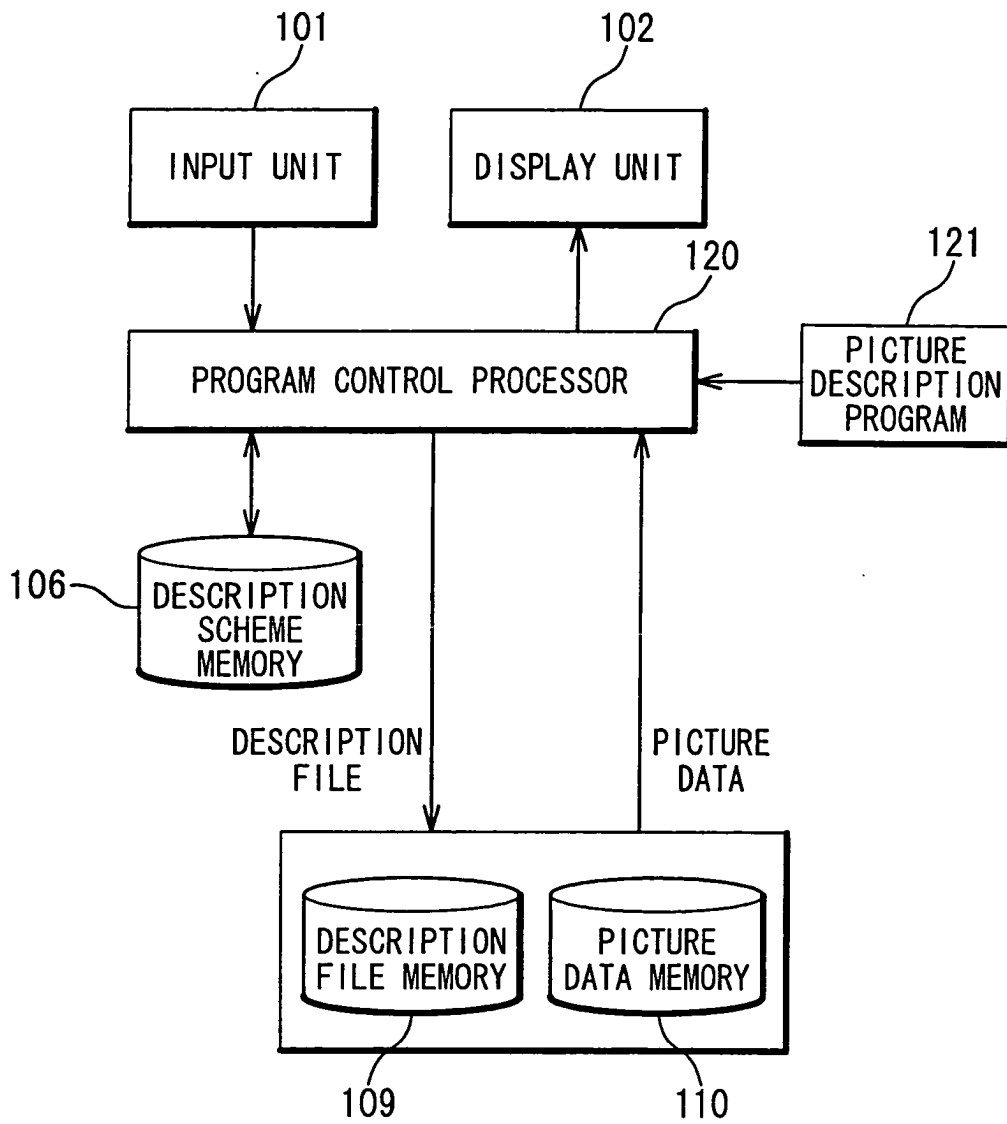 101
102
INPUT UNIT
DISPLAY UNIT
120
121
PROGRAM CONTROL PROCESSOR
PICTURE
DESCRIPTION
PROGRAM
106
DESCRIPTION
SCHEME
MEMORY
DESCRIPTION
FILE
PICTURE
DATA
DESCRIPTION
FILE MEMORY
PICTURE
DATA MEMORY
109
110